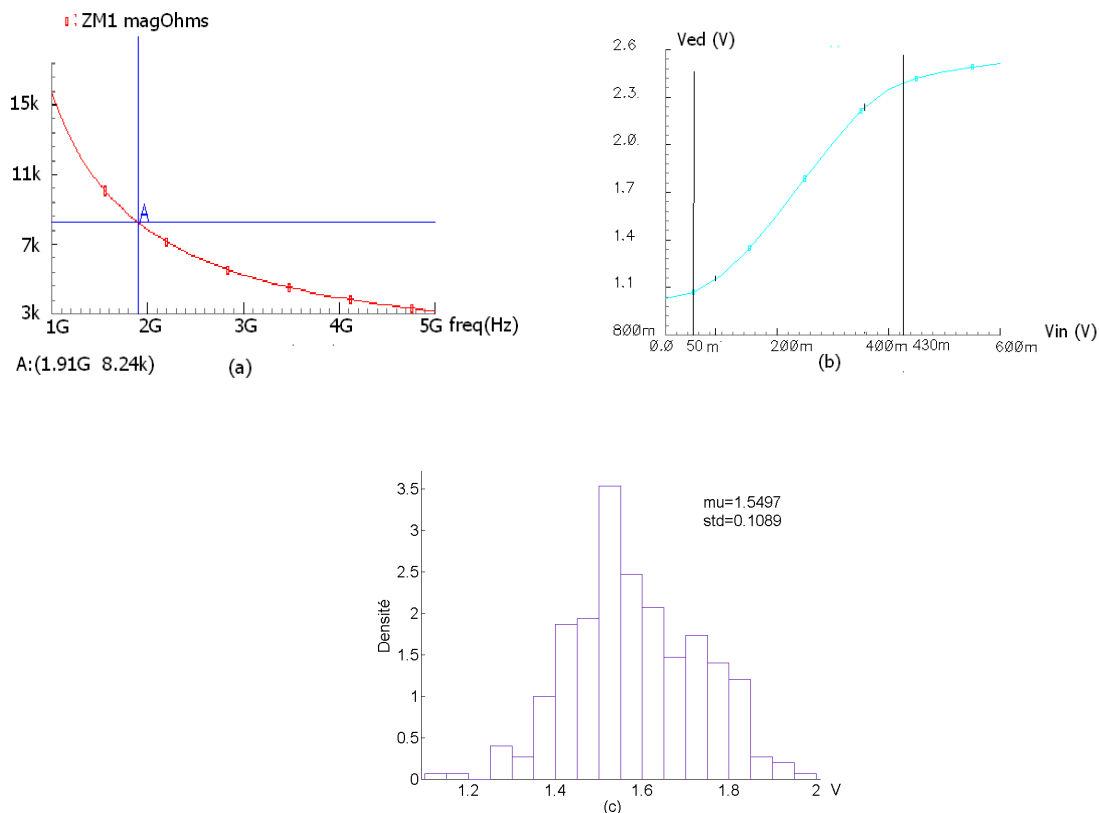 ZM1 magOhms
15k
11k
7k
3k
1G 2G 3G 4G 5G freq(Hz)
A
A:(1.91G 8.24k)
(a)
Ved (V)
2.6
2.3.
2.0.
1.7
1.4
1.1
800m
0.0 50 m 200m 400m 430m 600m
Vin (V)
(b)
mu=1.5497
std=0.1089
Densité
3.5
3
2.5
2
1.5
1
0.5
0
1.2 1.4 1.6 1.8 2 V
(c)